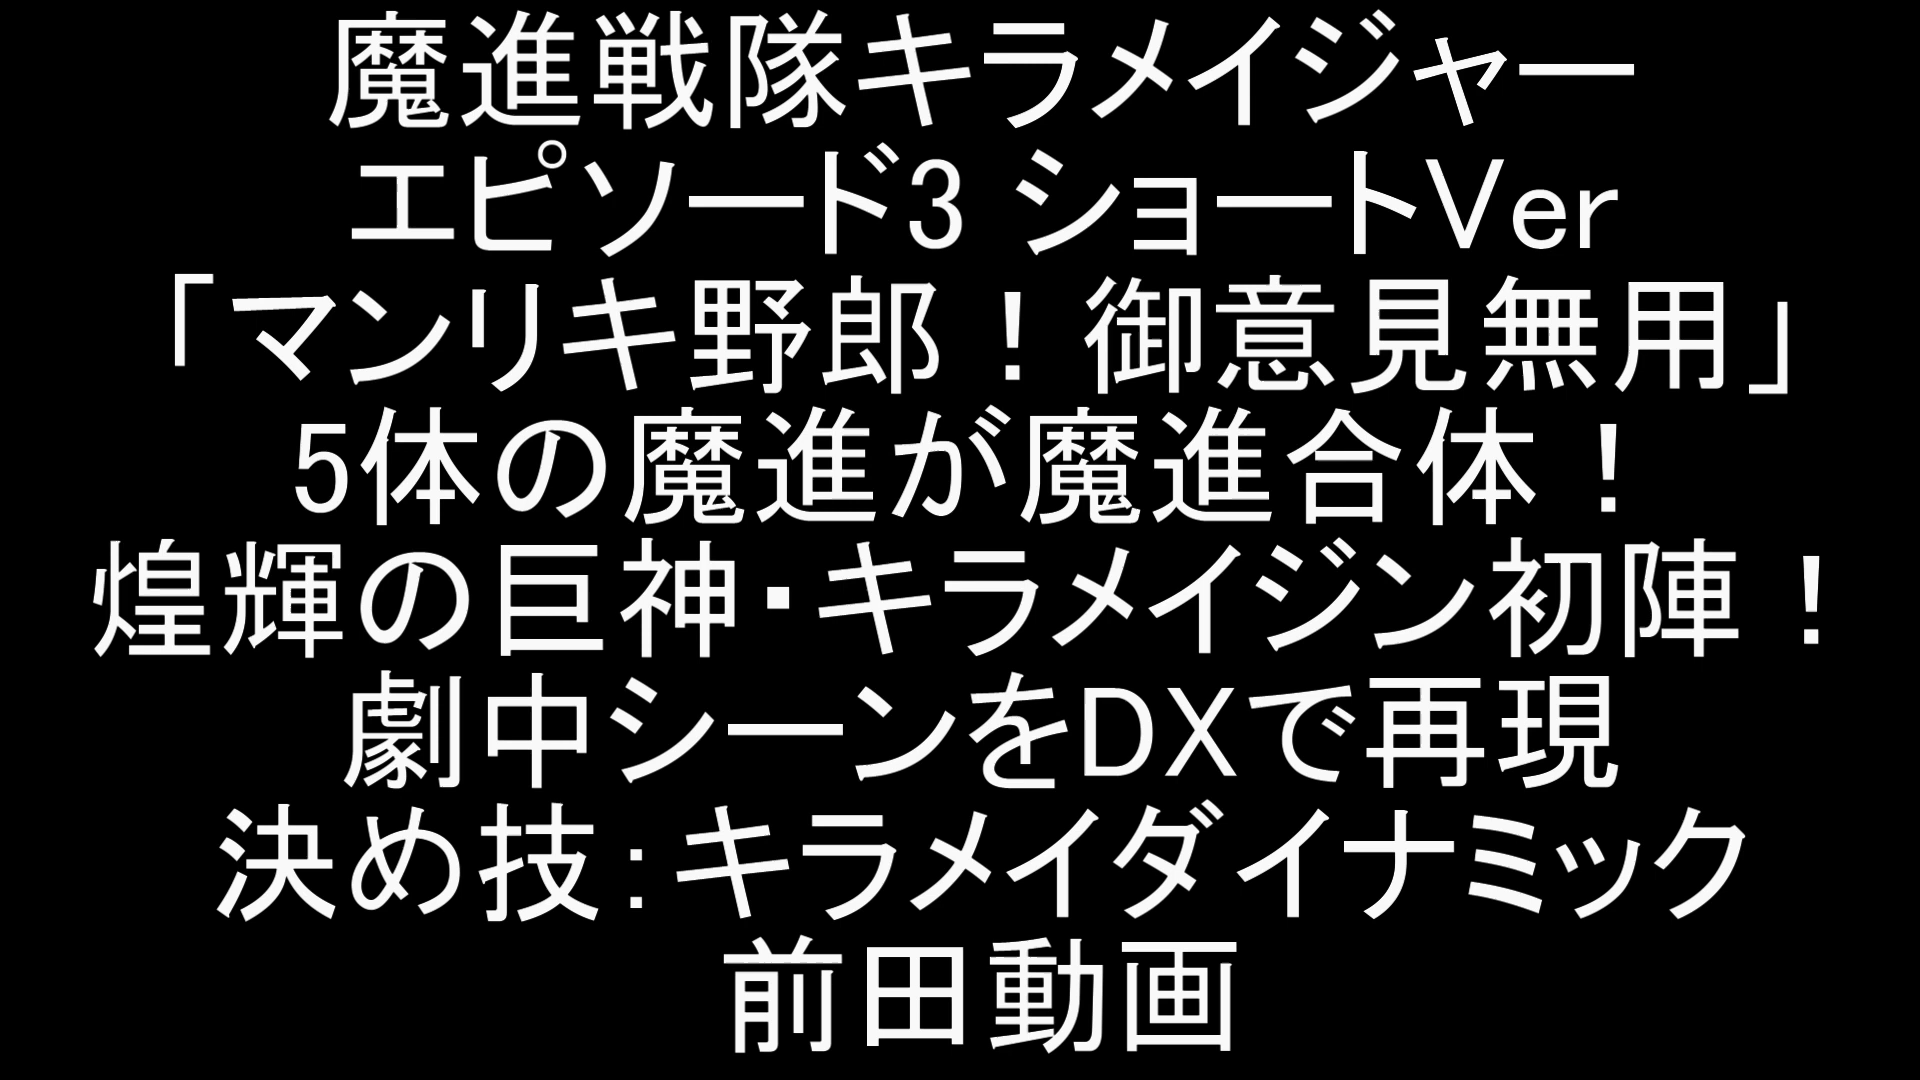 魔進戦隊キラメイジャー
エピソード3 ショートVer
「マンリキ野郎！御意見無用」
5体の魔進が魔進合体！
煌輝の巨神・キラメイジン初陣！
劇中シーンをDXで再現
決め技：キラメイダイナミック
前田動画